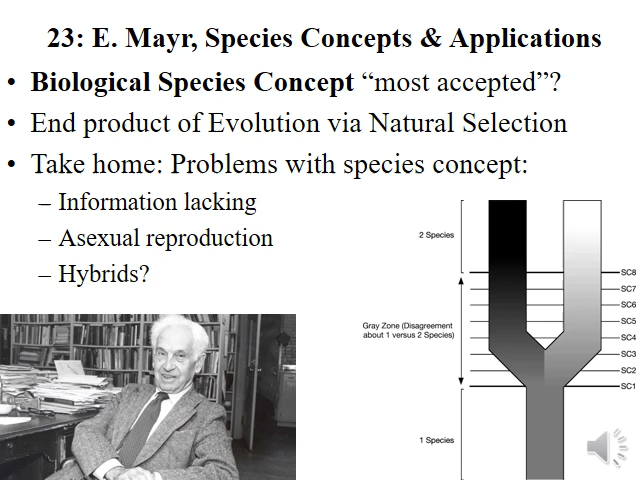 23: E. Mayr, Species Concepts & Applications
• Biological Species Concept “most accepted”?
• End product of Evolution via Natural Selection
• Take home: Problems with species concept:
– Information lacking
– Asexual reproduction
– Hybrids?
2 Species
SC8
SC7
SC6
SC5
Gray Zone (Disagreement
about 1 versus 2 Species)
SC4
SC3
SC2
SC1
1 Species